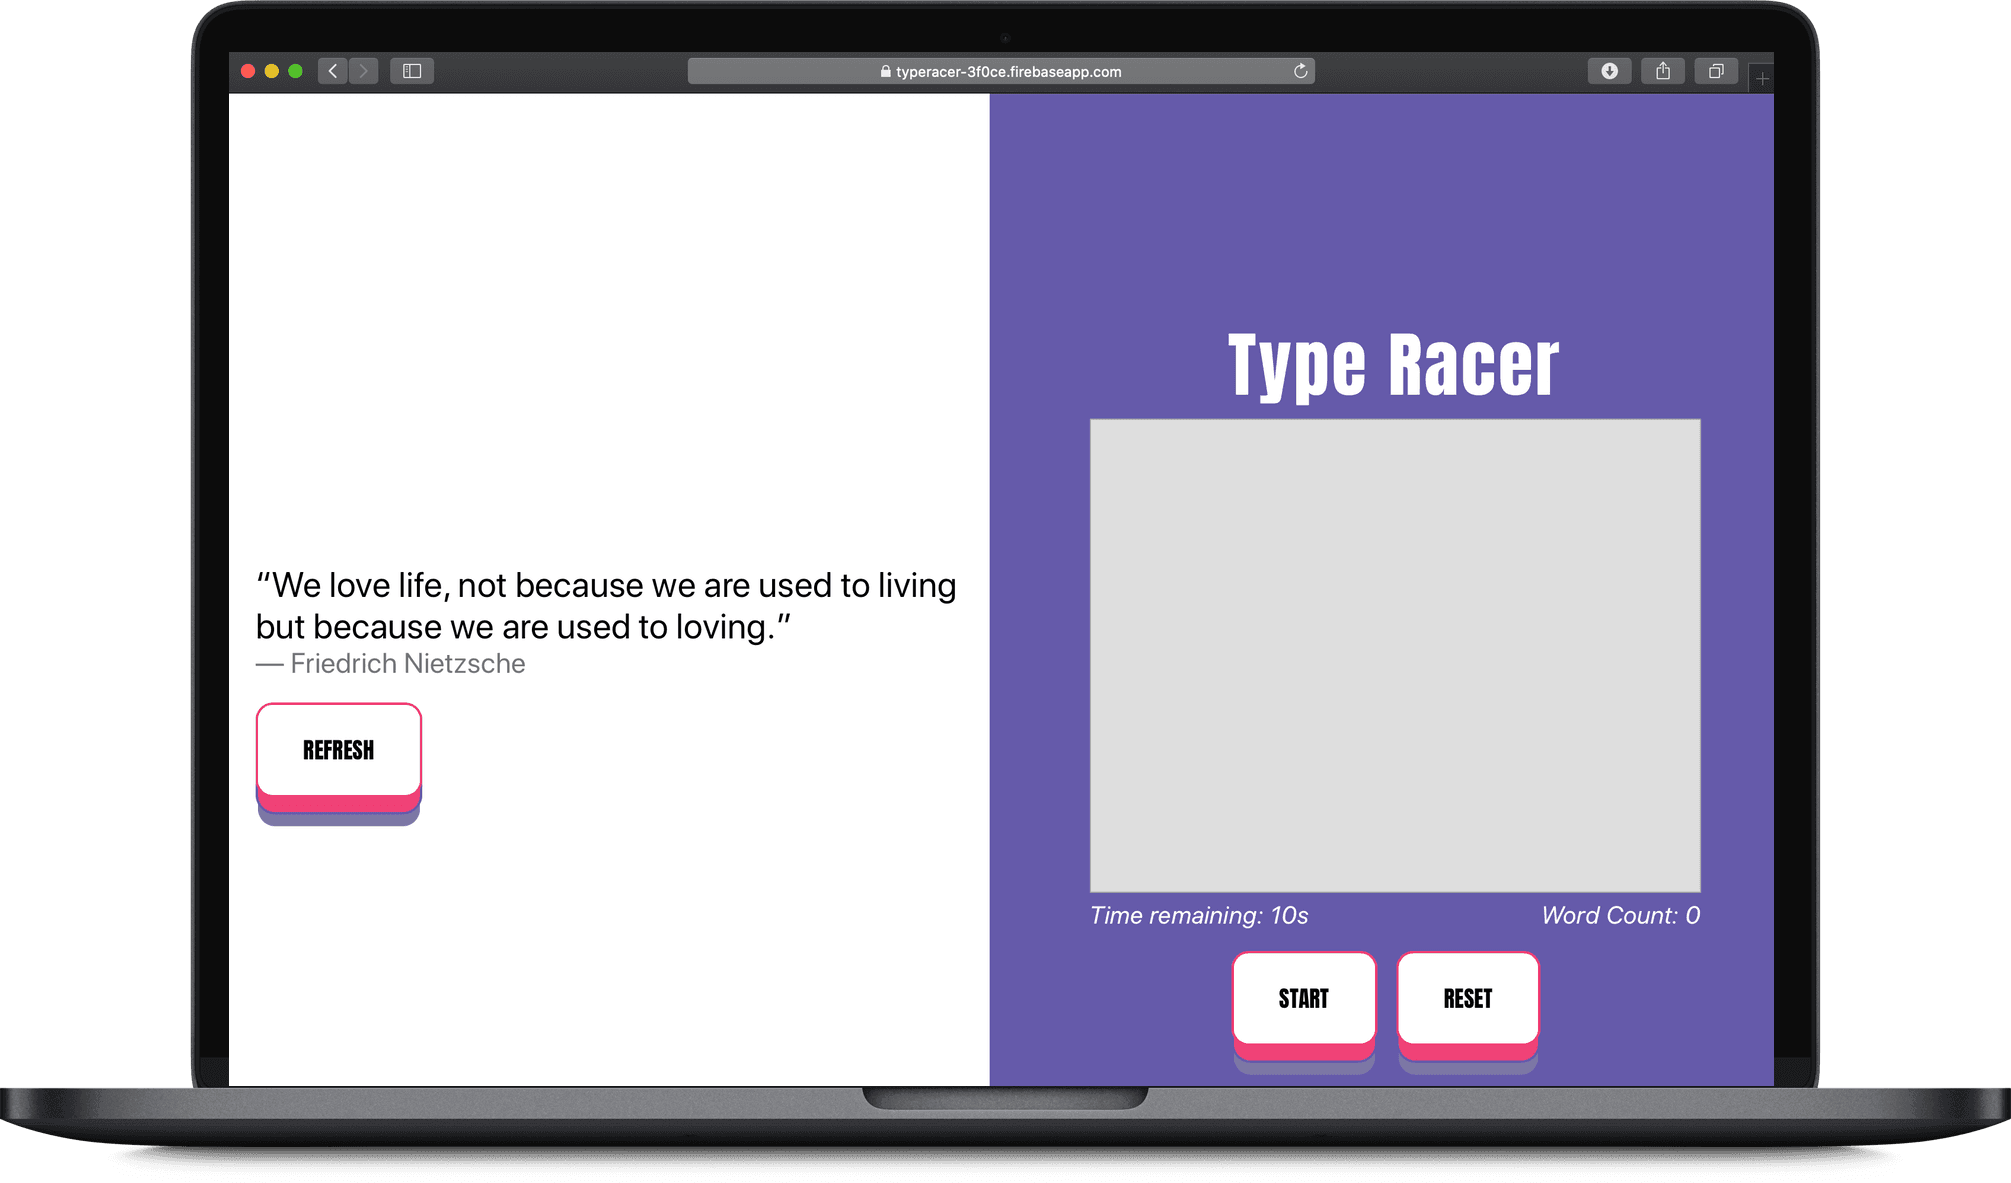 typeracer-3f0ce.firebaseapp.com
“We love life, not because we are used to living
but because we are used to loving.”
— Friedrich Nietzsche
REFRESH
Type Racer
Time remaining: 10s
Word Count: 0
START
RESET